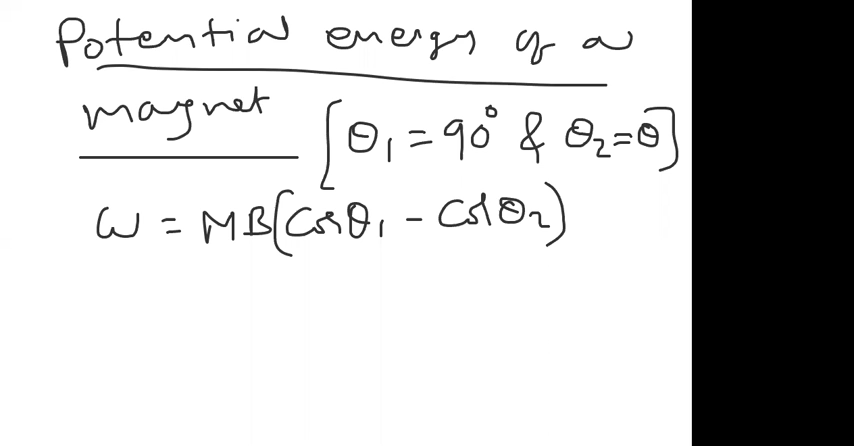 Potential energy of a
magnet [θ₁ = 90° & θ₂ = θ]
W = MB(Cosθ₁ - Cosθ₂)